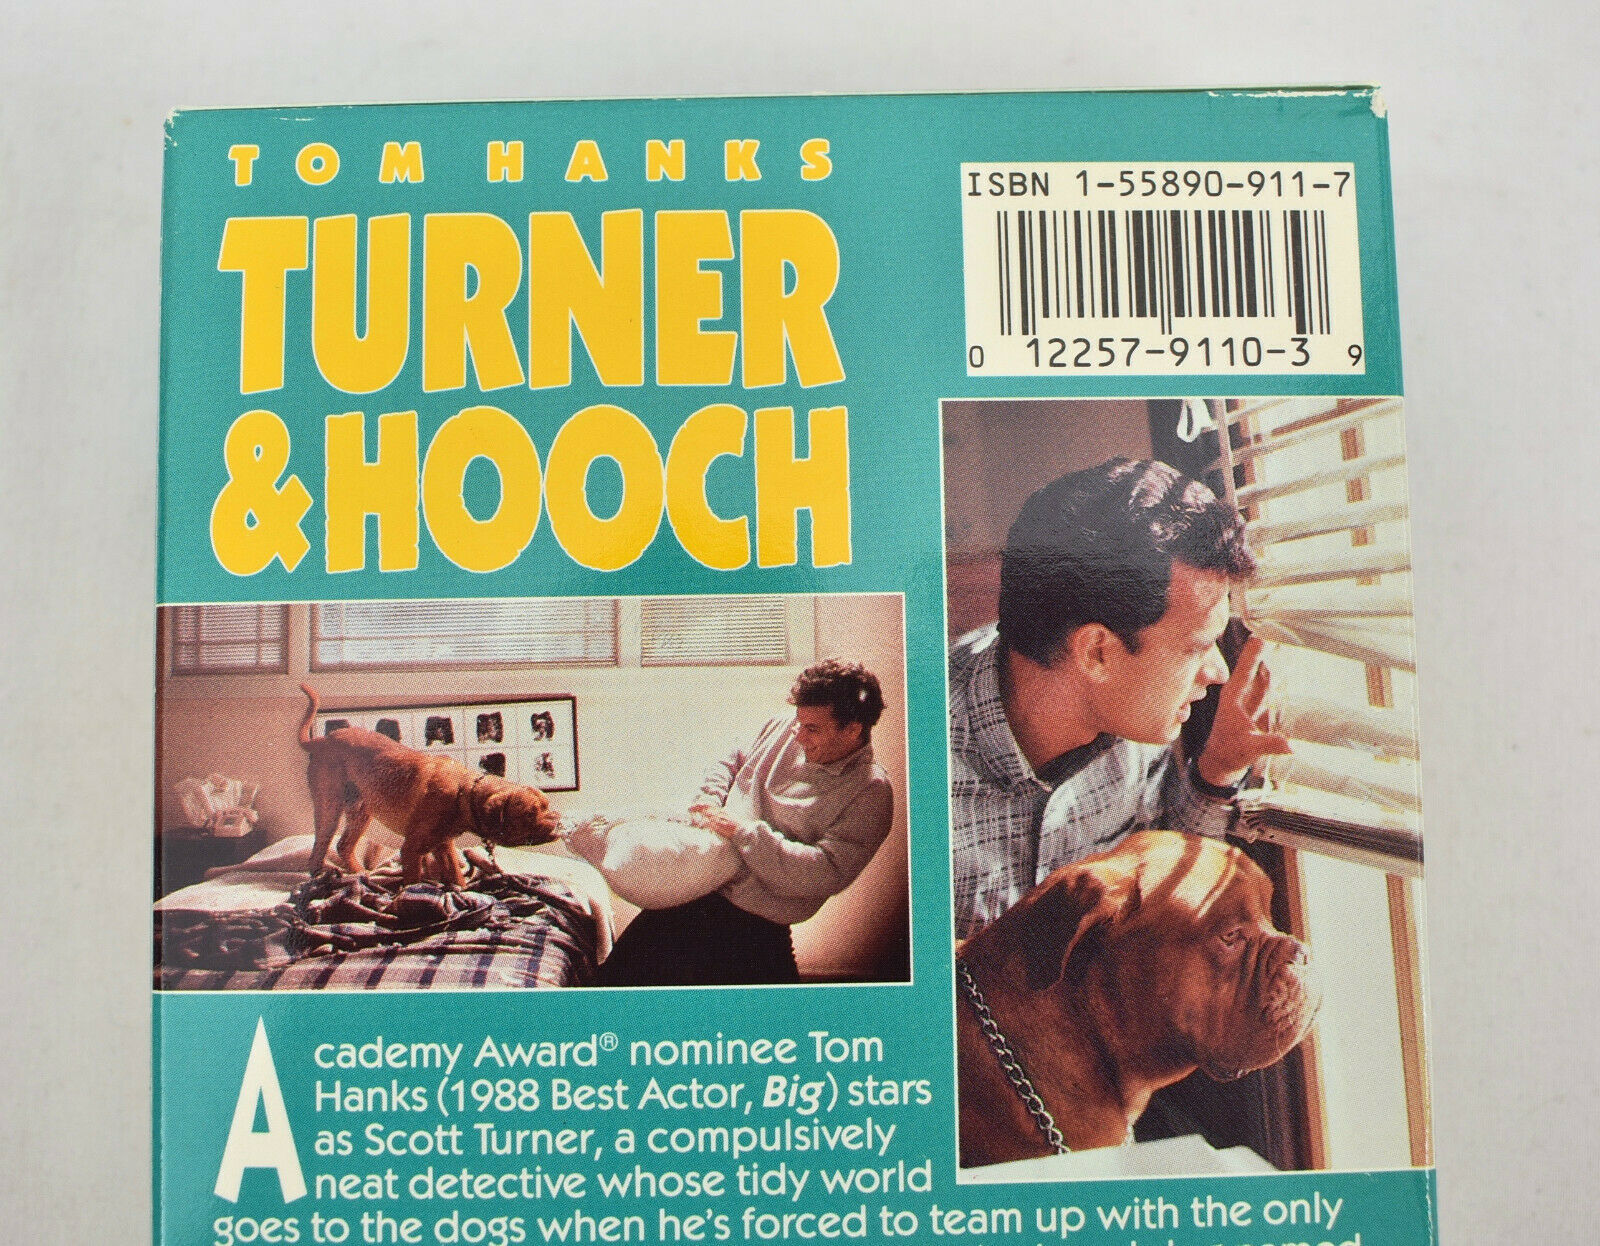 TOM HANKS
TURNER
& HOOCH
ISBN 1-55890-911-7
0 12257-9110-3 9
Academy Award® nominee Tom
Hanks (1988 Best Actor, Big) stars
as Scott Turner, a compulsively
neat detective whose tidy world
goes to the dogs when he's forced to team up with the only